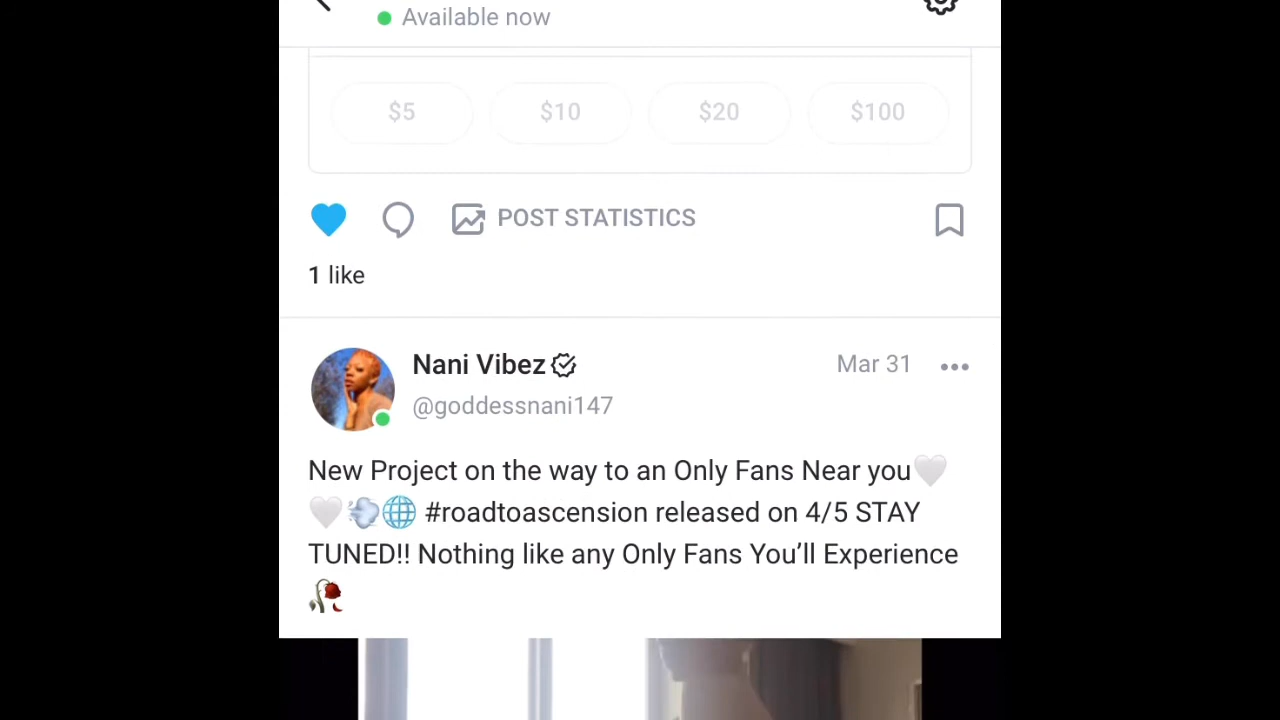 Available now
$5 $10 $20 $100
POST STATISTICS
1 like
Nani Vibez Mar 31
@goddessnani147
New Project on the way to an Only Fans Near you🤍
🤍💨🌐 #roadtoascension released on 4/5 STAY
TUNED!! Nothing like any Only Fans You’ll Experience
🥀